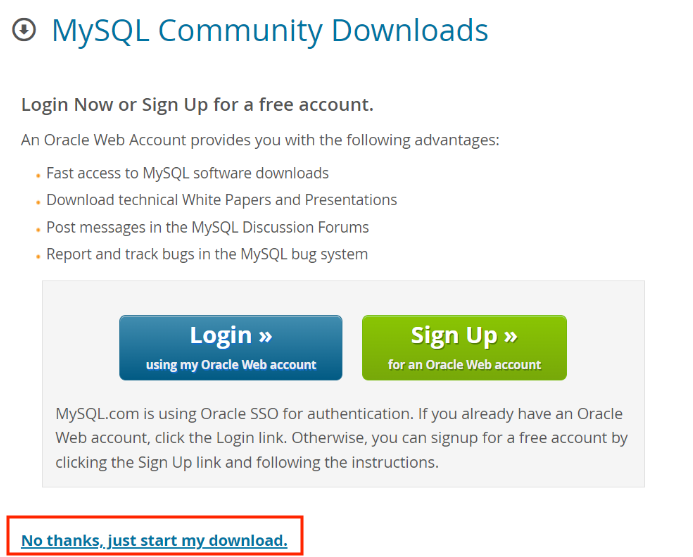 MySQL Community Downloads
Login Now or Sign Up for a free account.
An Oracle Web Account provides you with the following advantages:
Fast access to MySQL software downloads
Download technical White Papers and Presentations
Post messages in the MySQL Discussion Forums
Report and track bugs in the MySQL bug system
Login »
using my Oracle Web account
Sign Up »
for an Oracle Web account
MySQL.com is using Oracle SSO for authentication. If you already have an Oracle
Web account, click the Login link. Otherwise, you can signup for a free account by
clicking the Sign Up link and following the instructions.
No thanks, just start my download.